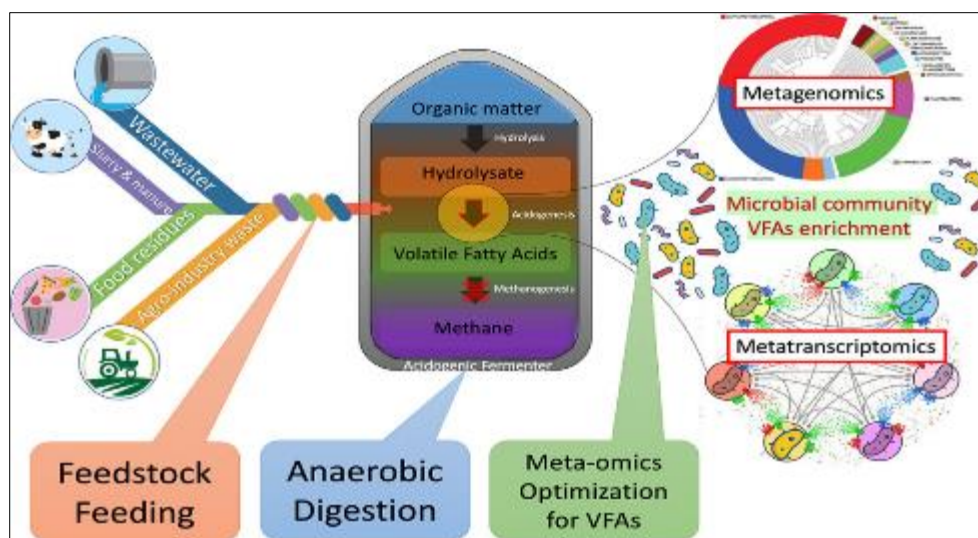 Wastewater
Slurry & manure
Food residues
Agro-industry waste
Organic matter
Hydrolysis
Hydrolysate
Acidogenesis
Volatile Fatty Acids
Methanogenesis
Methane
Acidogenic Fermenter
Metagenomics
Microbial community
VFAs enrichment
Metatranscriptomics
Feedstock
Feeding
Anaerobic
Digestion
Meta-omics
Optimization
for VFAs